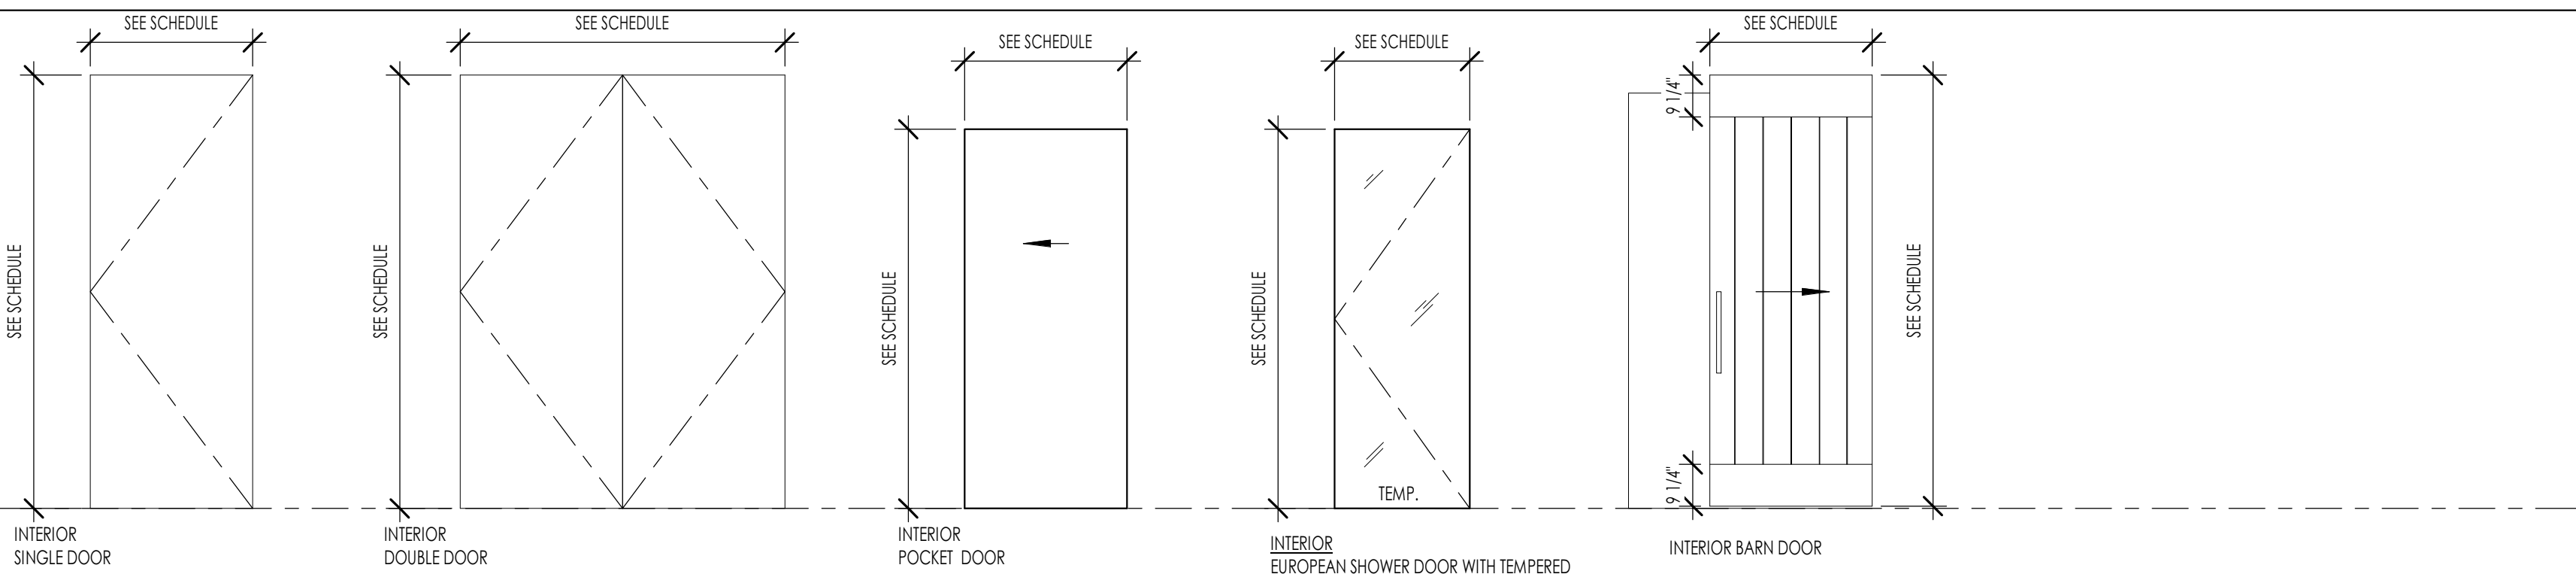 SEE SCHEDULE
SEE SCHEDULE
INTERIOR
SINGLE DOOR
SEE SCHEDULE
SEE SCHEDULE
INTERIOR
DOUBLE DOOR
SEE SCHEDULE
SEE SCHEDULE
INTERIOR
POCKET DOOR
SEE SCHEDULE
SEE SCHEDULE
TEMP.
INTERIOR
EUROPEAN SHOWER DOOR WITH TEMPERED
SEE SCHEDULE
9 1/4"
SEE SCHEDULE
9 1/4"
INTERIOR BARN DOOR